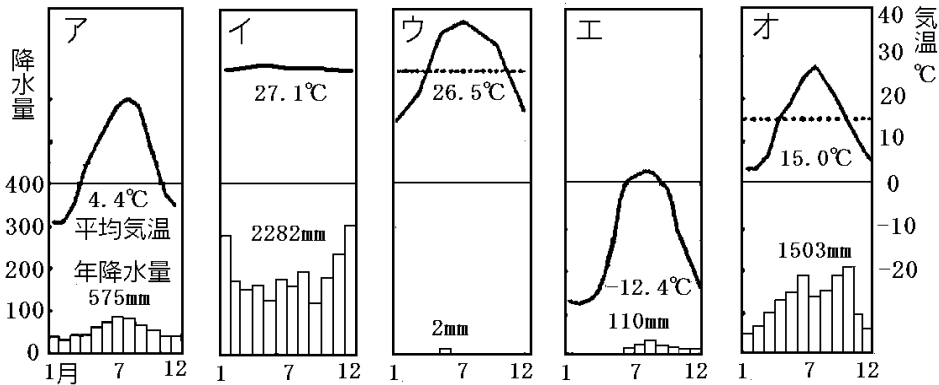 ア
イ
ウ
エ
オ
降水量
気温℃
400
300
200
100
0
40
30
20
10
0
-10
-20
4.4℃
平均気温
年降水量
575mm
27.1℃
2282mm
26.5℃
2mm
-12.4℃
110mm
15.0℃
1503mm
1月 7 12
1 7 12
1 7 12
1 7 12
1 7 12